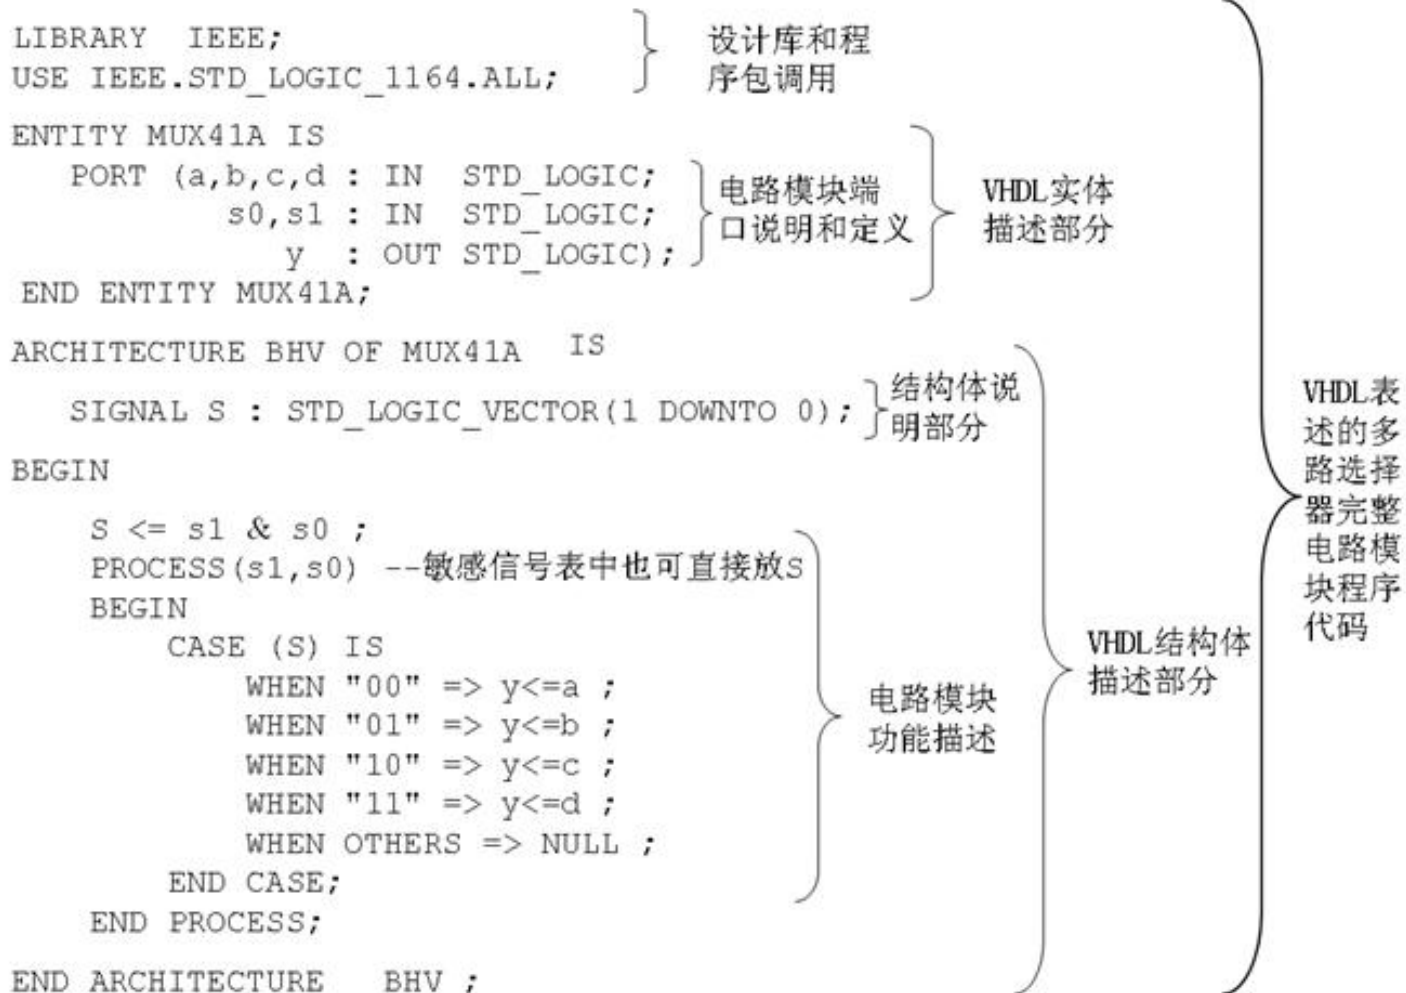 LIBRARY  IEEE;
USE IEEE.STD_LOGIC_1164.ALL;
设计库和程
序包调用
ENTITY MUX41A IS
PORT (a,b,c,d : IN  STD_LOGIC;
s0,s1 : IN  STD_LOGIC;
y  : OUT STD_LOGIC);
END ENTITY MUX41A;
电路模块端
口说明和定义
VHDL实体
描述部分
ARCHITECTURE BHV OF MUX41A  IS
SIGNAL S : STD_LOGIC_VECTOR(1 DOWNTO 0);
结构体说
明部分
BEGIN
S <= s1 & s0 ;
PROCESS(s1,s0) --敏感信号表中也可直接放S
BEGIN
CASE (S) IS
WHEN "00" => y<=a ;
WHEN "01" => y<=b ;
WHEN "10" => y<=c ;
WHEN "11" => y<=d ;
WHEN OTHERS => NULL ;
END CASE;
END PROCESS;
END ARCHITECTURE  BHV ;
电路模块
功能描述
VHDL结构体
描述部分
VHDL表
述的多
路选择
器完整
电路模
块程序
代码